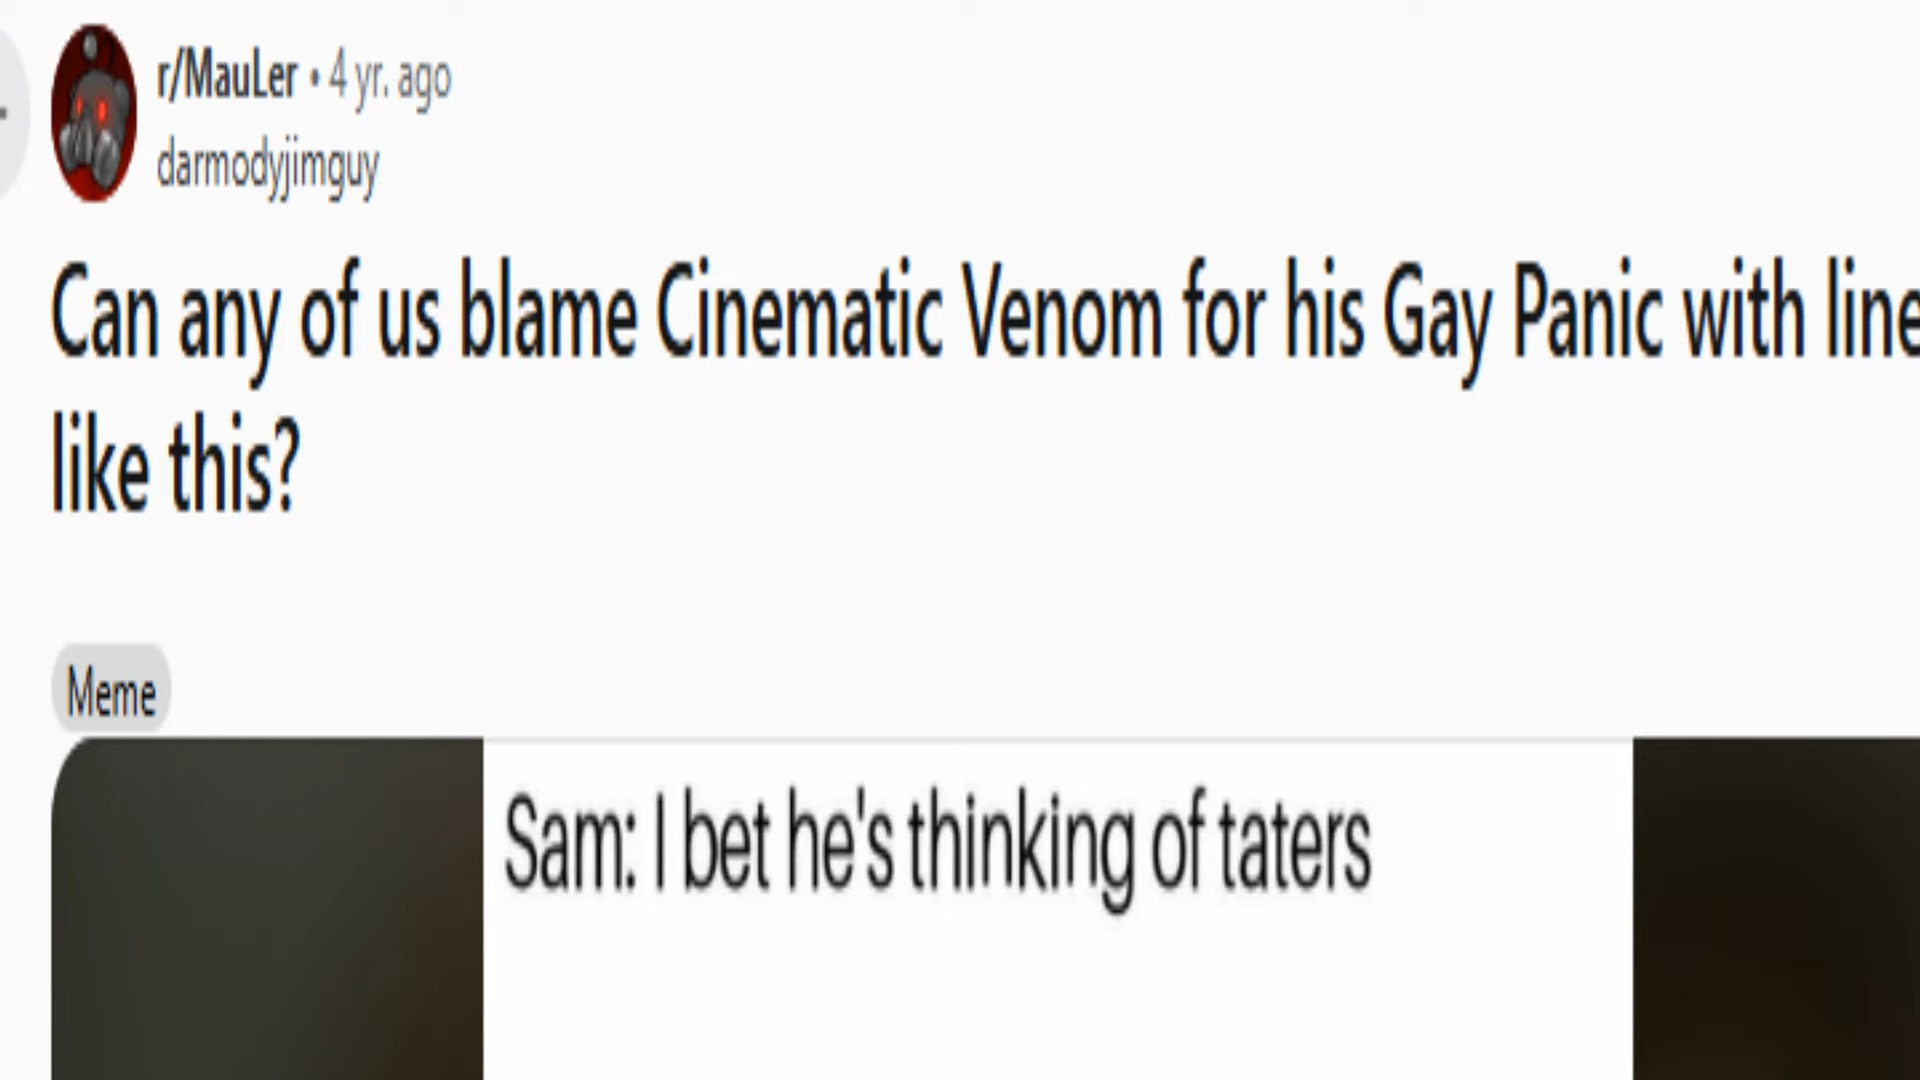 r/MauLer • 4 yr. ago
darmodyjimguy
Can any of us blame Cinematic Venom for his Gay Panic with line
like this?
Meme
Sam: I bet he's thinking of taters